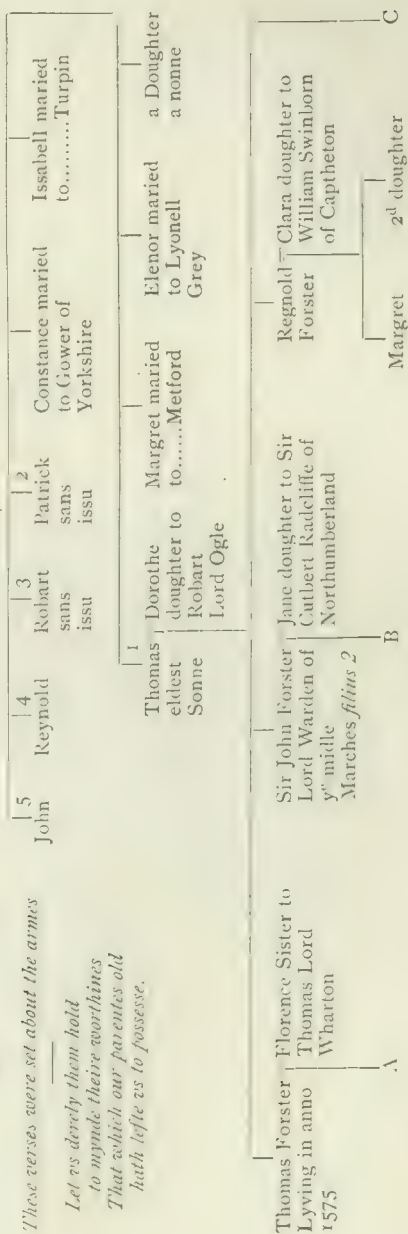 These verses were set about the armes
Let vs derely them hold
to mynde theire worthines
That which our parentes old
hath lefte vs to possesse.
5
John
4
Reynold
3
Robart
sans
issu
2
Patrick
sans
issu
Constance maried
to Gower of
Yorkshire
Issabell maried
to.........Turpin
1
Thomas
eldest
Sonne
Dorothe
doughter to
Robart
Lord Ogle
Margret maried
to......Metford
Elenor maried
to Lyonell
Grey
a Doughter
a nonne
Thomas Forster
Lyving in anno
1575
Florence Sister to
Thomas Lord
Wharton
Sir John Forster
Lord Warden of
yᵉ midle
Marches filius 2
Jane doughter to Sir
Cutbert Radcliffe of
Northumberland
Regnold
Forster
=Clara doughter to
William Swinborn
of Captheton
A
B
Margret
2ᵈ doughter
C